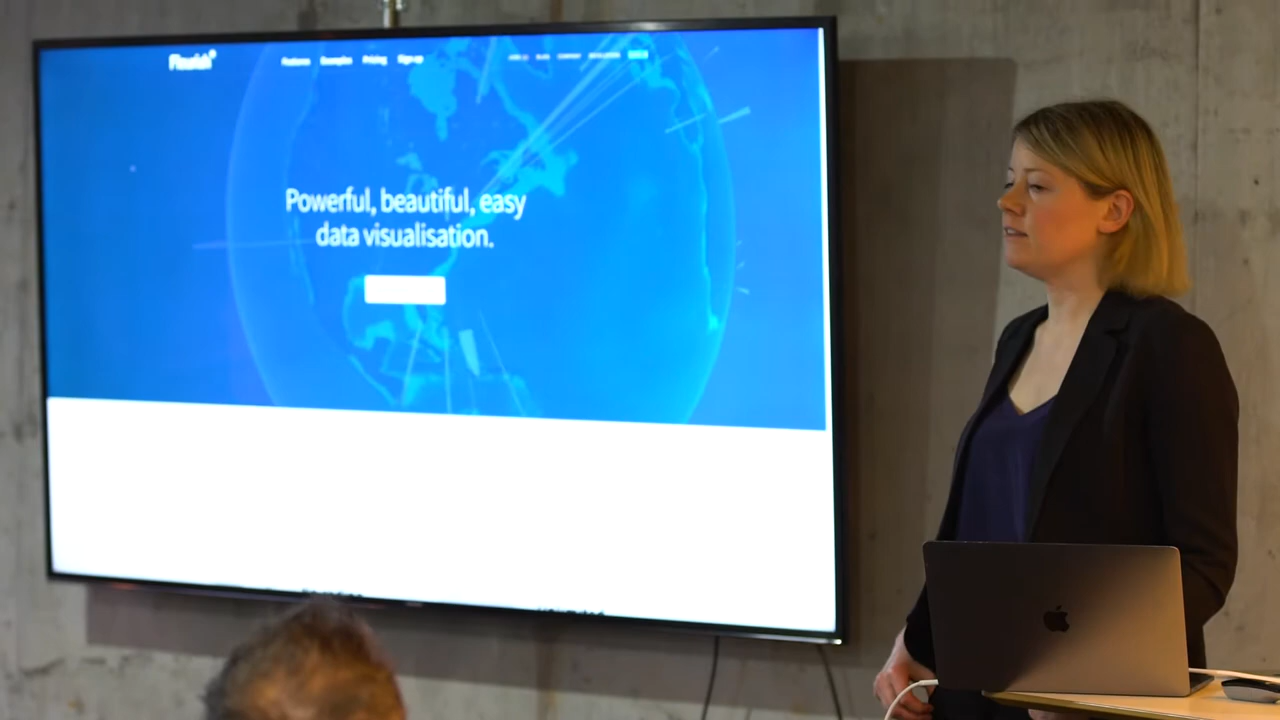 Flourish
Features Examples Pricing Sign up
Powerful, beautiful, easy
data visualisation.